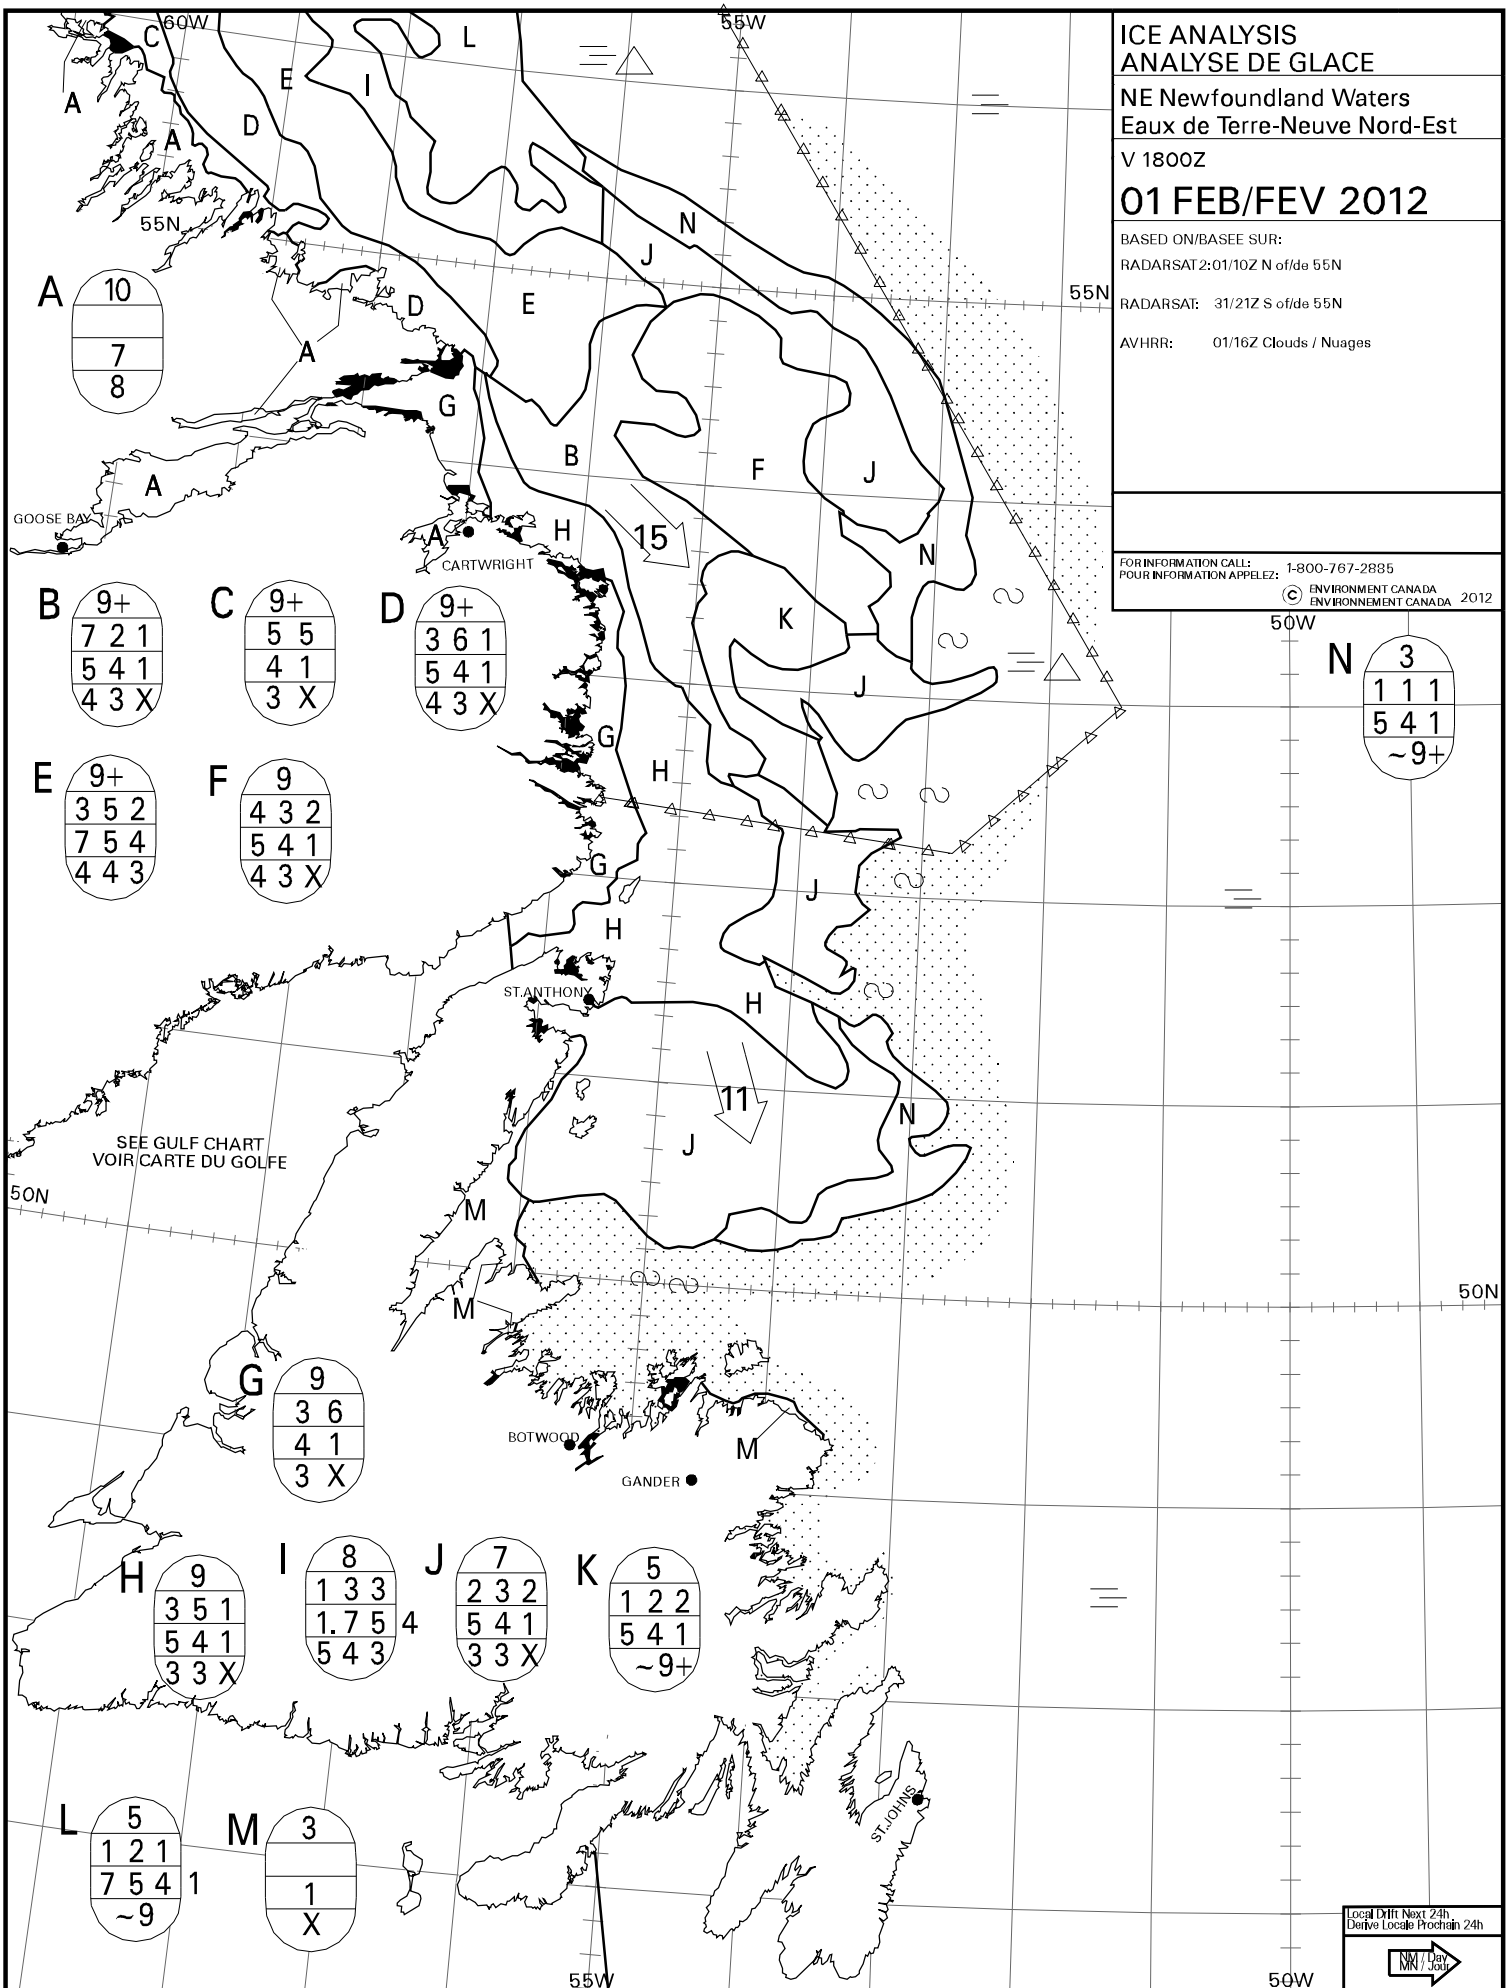 60W
55W
ICE ANALYSIS
ANALYSE DE GLACE
NE Newfoundland Waters
Eaux de Terre-Neuve Nord-Est
V 1800Z
01 FEB/FEV 2012
BASED ON/BASEE SUR:
RADARSAT2:01/10Z N of/de 55N
RADARSAT: 31/21Z S of/de 55N
AVHRR: 01/16Z Clouds / Nuages
FOR INFORMATION CALL:
POUR INFORMATION APPELEZ: 1-800-767-2885
© ENVIRONMENT CANADA
ENVIRONNEMENT CANADA 2012
C
L
E
I
A
D
A
N
55N
J
55N
D
E
A
G
B
F
J
A
GOOSE BAY
A
CARTWRIGHT
H
15
N
K
J
G
H
G
J
H
ST.ANTHONY
H
11
N
J
SEE GULF CHART
VOIR CARTE DU GOLFE
50N
M
M
50N
BOTWOOD
M
GANDER
ST.JOHNS
50W
A
10
7
8
B
9+
7 2 1
5 4 1
4 3 X
C
9+
5 5
4 1
3 X
D
9+
3 6 1
5 4 1
4 3 X
E
9+
3 5 2
7 5 4
4 4 3
F
9
4 3 2
5 4 1
4 3 X
N
3
1 1 1
5 4 1
~9+
G
9
3 6
4 1
3 X
H
9
3 5 1
5 4 1
3 3 X
I
8
1 3 3
1. 7 5 4
5 4 3
J
7
2 3 2
5 4 1
3 3 X
K
5
1 2 2
5 4 1
~9+
L
5
1 2 1
7 5 4 1
~9
M
3
1
X
55W
50W
Local Drift Next 24h
Derive Locale Prochain 24h
NM / Day
MN / Jour